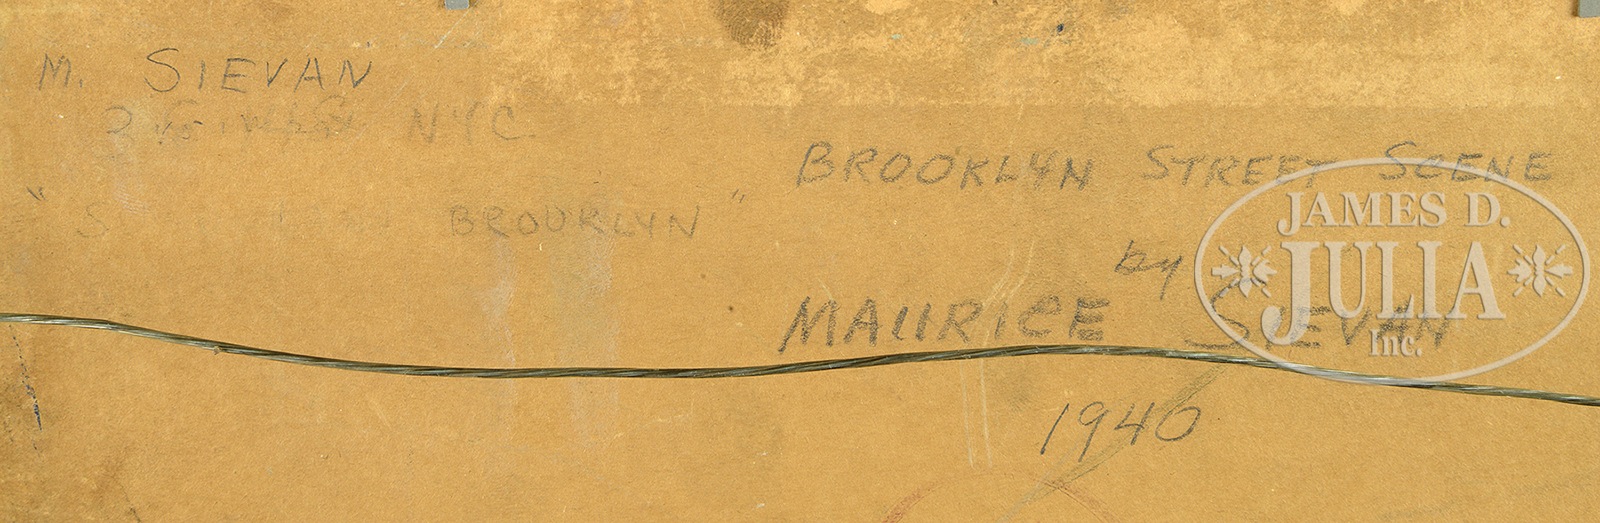 M. SIEVAN
NYC
" S BROOKLYN "
BROOKLYN STREET SCENE
by
MAURICE SIEVAN
1940
JAMES D.
JULIA
Inc.